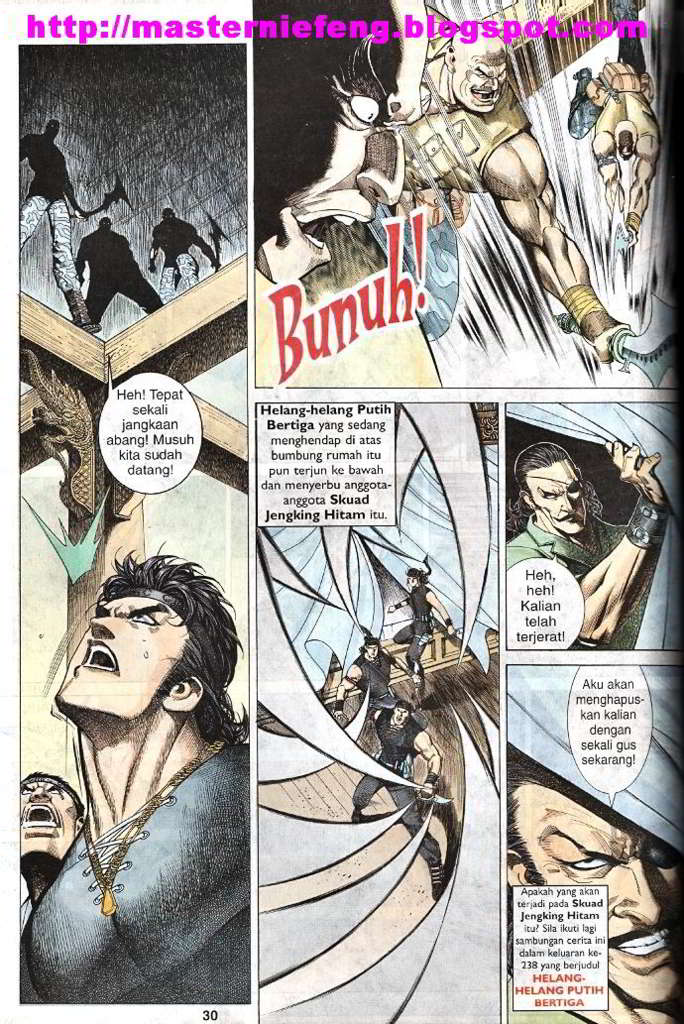 http://masterniefeng.blogspot.com
Heh! Tepat
sekali
jangkaan
abang! Musuh
kita sudah
datang!
Bunuh!
Helang-helang Putih
Bertiga yang sedang
menghendap di atas
bumbung rumah itu
pun terjun ke bawah
dan menyerbu anggota-
anggota Skuad
Jengking Hitam itu.
Heh,
heh!
Kalian
telah
terjerat!
Aku akan
menghapus-
kan kalian
dengan
sekali gus
sekarang!
Apakah yang akan
terjadi pada Skuad
Jengking Hitam
itu? Sila ikuti lagi
sambungan cerita ini
dalam keluaran ke-
238 yang berjudul
HELANG-
HELANG PUTIH
BERTIGA
30